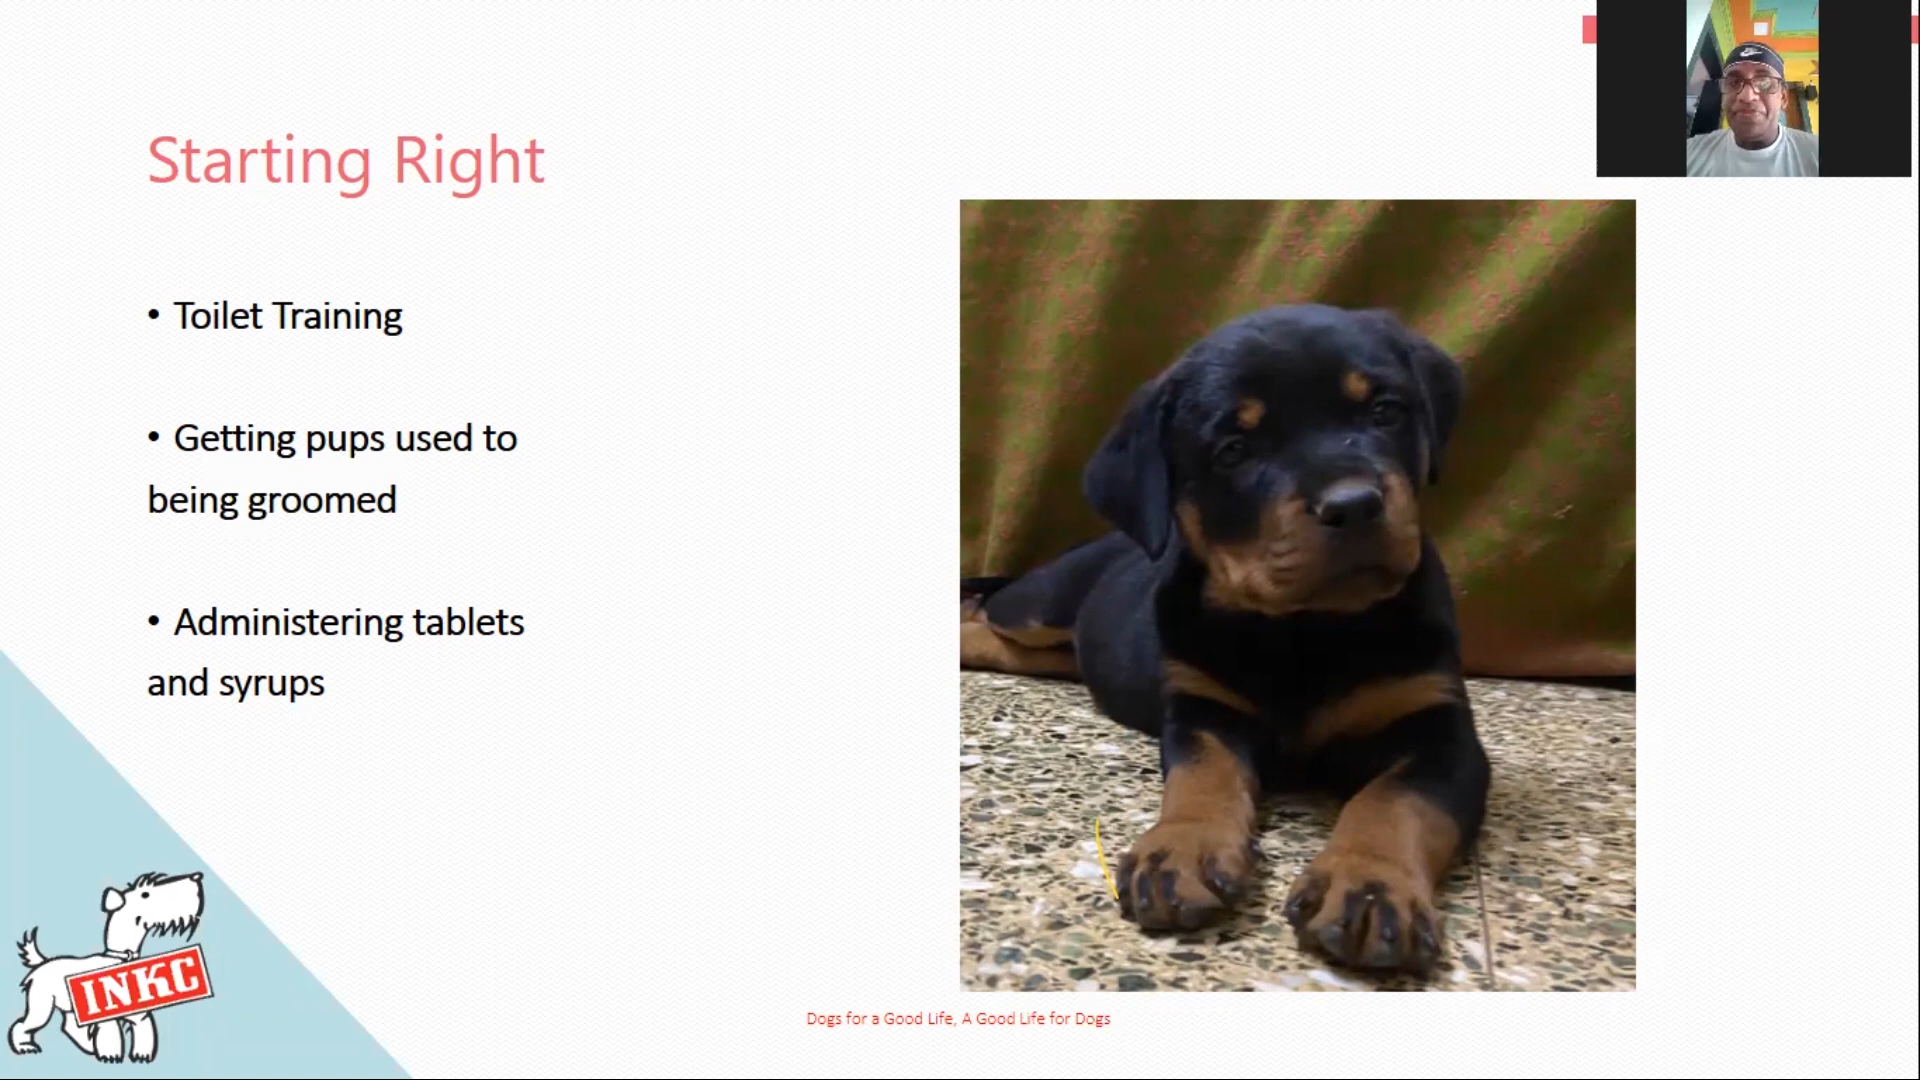 Starting Right
• Toilet Training
• Getting pups used to
being groomed
• Administering tablets
and syrups
INKC
Dogs for a Good Life, A Good Life for Dogs